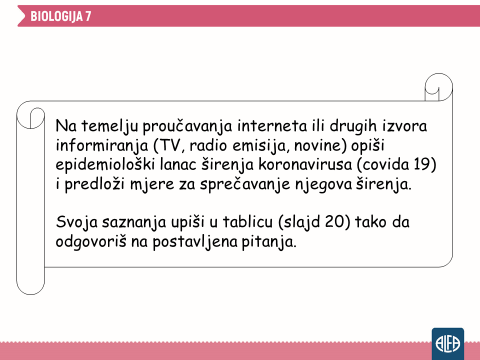 BIOLOGIJA 7
Na temelju proučavanja interneta ili drugih izvora
informiranja (TV, radio emisija, novine) opiši
epidemiološki lanac širenja koronavirusa (covida 19)
i predloži mjere za sprečavanje njegova širenja.
Svoja saznanja upiši u tablicu (slajd 20) tako da
odgovoriš na postavljena pitanja.
ALFA